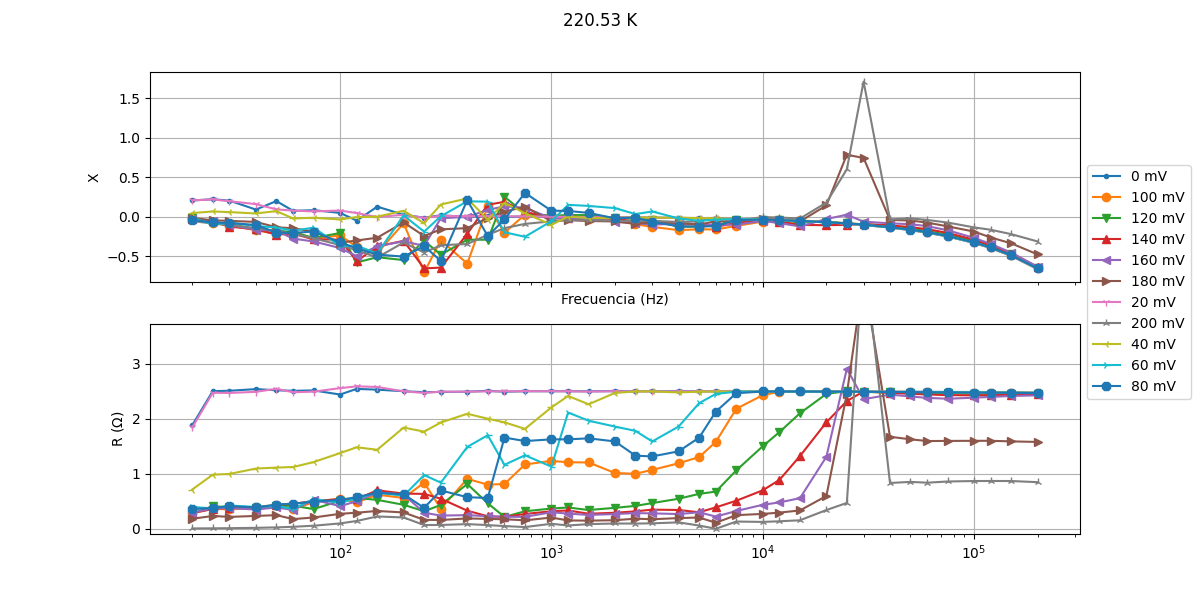 220.53 K
1.5
1.0
0.5
0.0
−0.5
X
Frecuencia (Hz)
3
2
1
0
R (Ω)
10²
10³
10⁴
10⁵
0 mV
100 mV
120 mV
140 mV
160 mV
180 mV
20 mV
200 mV
40 mV
60 mV
80 mV